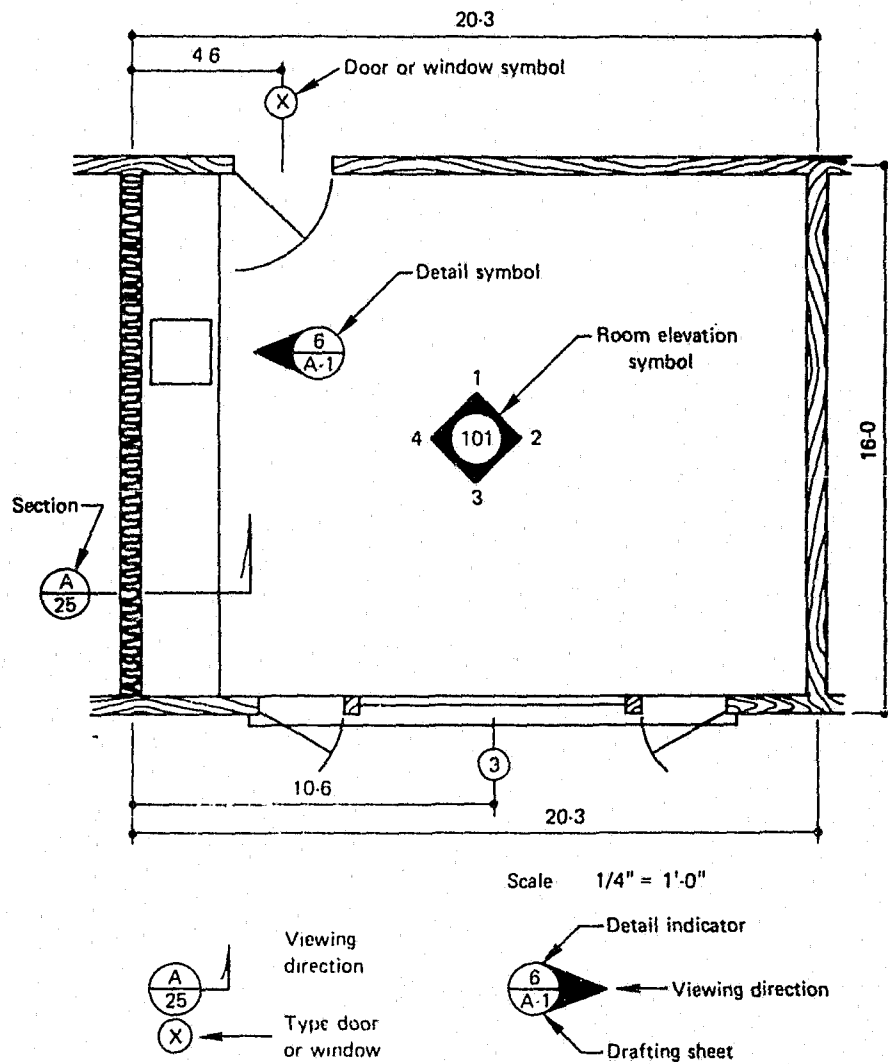 20-3
4 6
Door or window symbol
X
Detail symbol
6
A-1
Room elevation
symbol
1
4
101
2
3
16-0
Section
A
25
3
10-6
20-3
Scale 1/4" = 1'-0"
Viewing
direction
A
25
X
Type door
or window
Detail indicator
6
A-1
Viewing direction
Drafting sheet